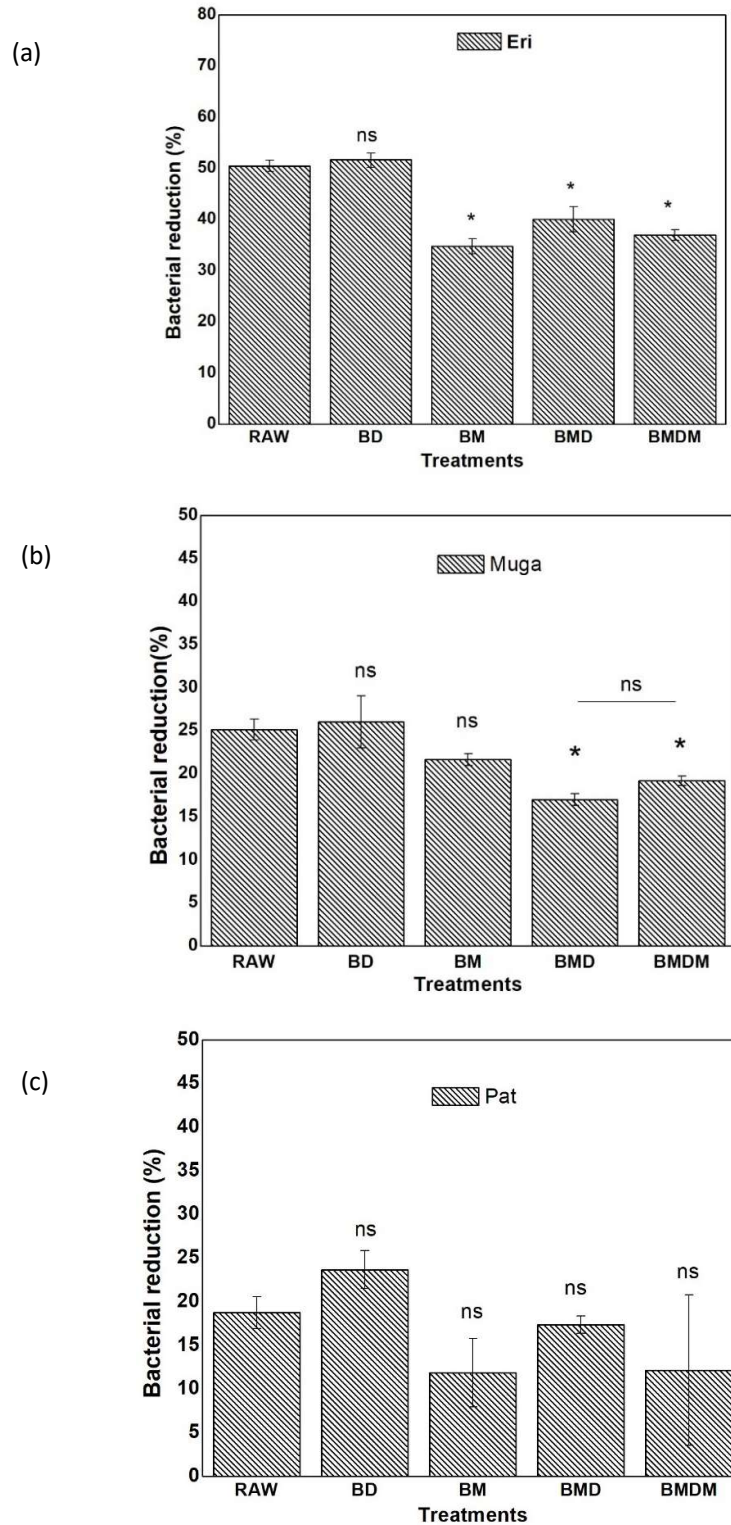 (a)
Eri
Bacterial reduction (%)
80
70
60
50
40
30
20
10
0
ns
*
*
*
RAW BD BM BMD BMDM
Treatments
(b)
Muga
Bacterial reduction(%)
50
45
40
35
30
25
20
15
10
5
0
ns
ns
ns
*
*
RAW BD BM BMD BMDM
Treatments
(c)
Pat
Bacterial reduction (%)
50
45
40
35
30
25
20
15
10
5
0
ns
ns
ns
ns
RAW BD BM BMD BMDM
Treatments